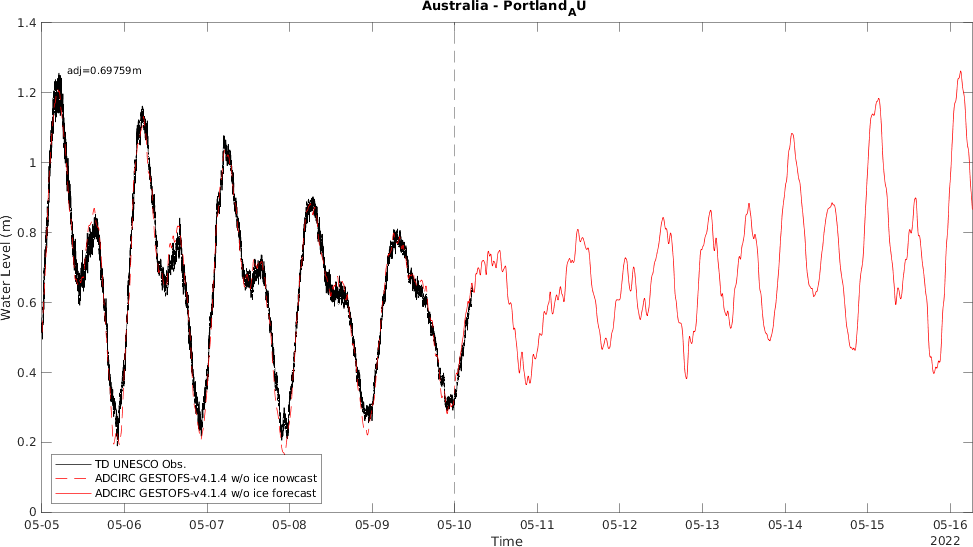 Australia - Portland_AU
adj=0.69759m
1.4
1.2
1
0.8
0.6
0.4
0.2
0
Water Level (m)
TD UNESCO Obs.
ADCIRC GESTOFS-v4.1.4 w/o ice nowcast
ADCIRC GESTOFS-v4.1.4 w/o ice forecast
05-05 05-06 05-07 05-08 05-09 05-10 05-11 05-12 05-13 05-14 05-15 05-16
Time
2022